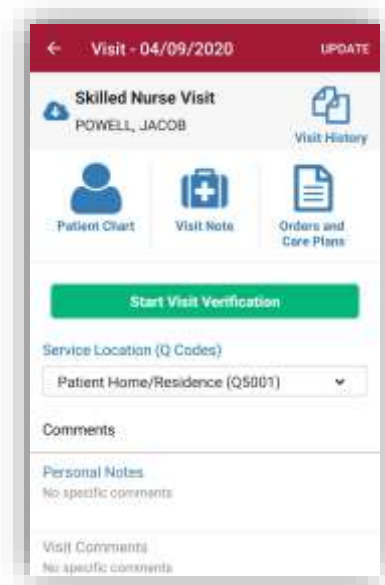 Visit - 04/09/2020 UPDATE
Skilled Nurse Visit
POWELL, JACOB
Visit History
Patient Chart
Visit Note
Orders and
Care Plans
Start Visit Verification
Service Location (Q Codes)
Patient Home/Residence (Q5001)
Comments
Personal Notes
No specific comments
Visit Comments
No specific comments